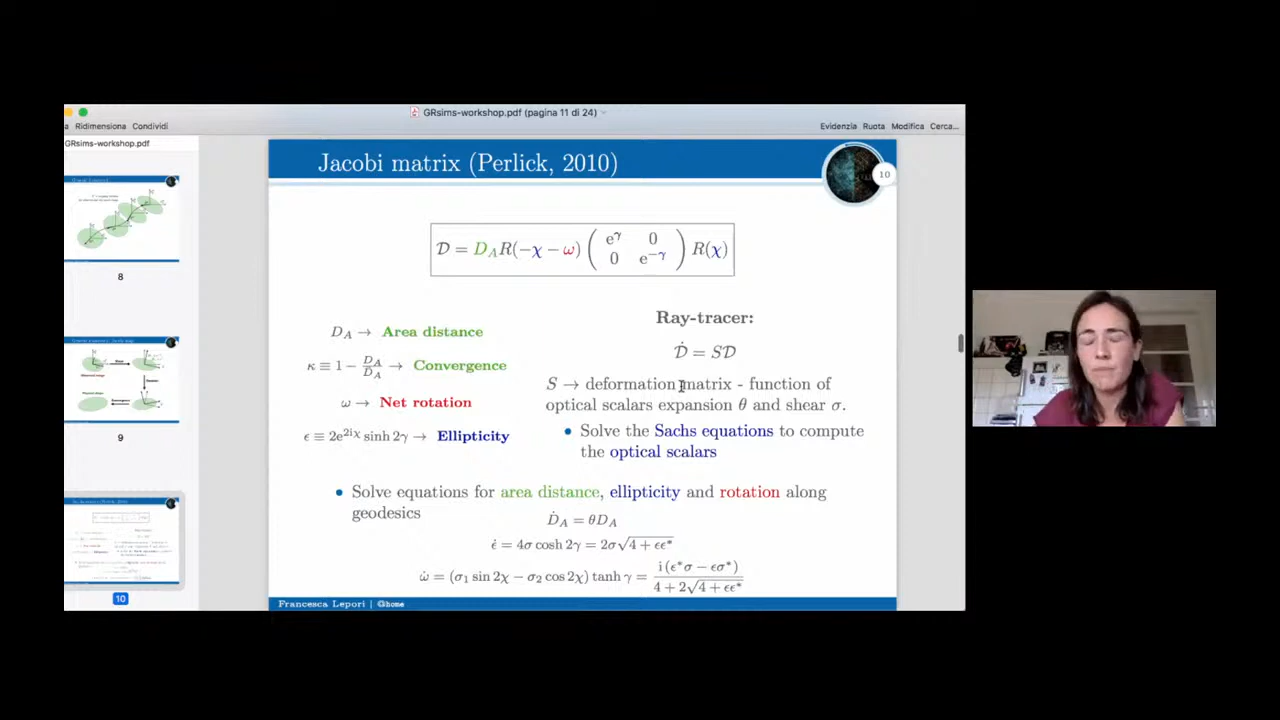 GRsims-workshop.pdf (pagina 11 di 24)
Ridimensiona Condividi
Evidenzia Ruota Modifica Cerca...
GRsims-workshop.pdf
8
9
10
Jacobi matrix (Perlick, 2010)
10
𝒟 = D_A R(−χ − ω) ( e^γ 0
0 e^−γ ) R(χ)
D_A → Area distance
κ ≡ 1 − D_A/D_A → Convergence
ω → Net rotation
ϵ ≡ 2e^{2iχ} sinh 2γ → Ellipticity
Ray-tracer:
𝒟̇ = S𝒟
S → deformation matrix - function of
optical scalars expansion θ and shear σ.
• Solve the Sachs equations to compute
the optical scalars
• Solve equations for area distance, ellipticity and rotation along
geodesics
Ḋ_A = θD_A
ϵ̇ = 4σ cosh 2γ = 2σ√(4 + ϵϵ*)
ω̇ = (σ₁ sin 2χ − σ₂ cos 2χ) tanh γ = i(ϵ*σ − ϵσ*) / (4 + 2√(4 + ϵϵ*))
Francesca Lepori | @home